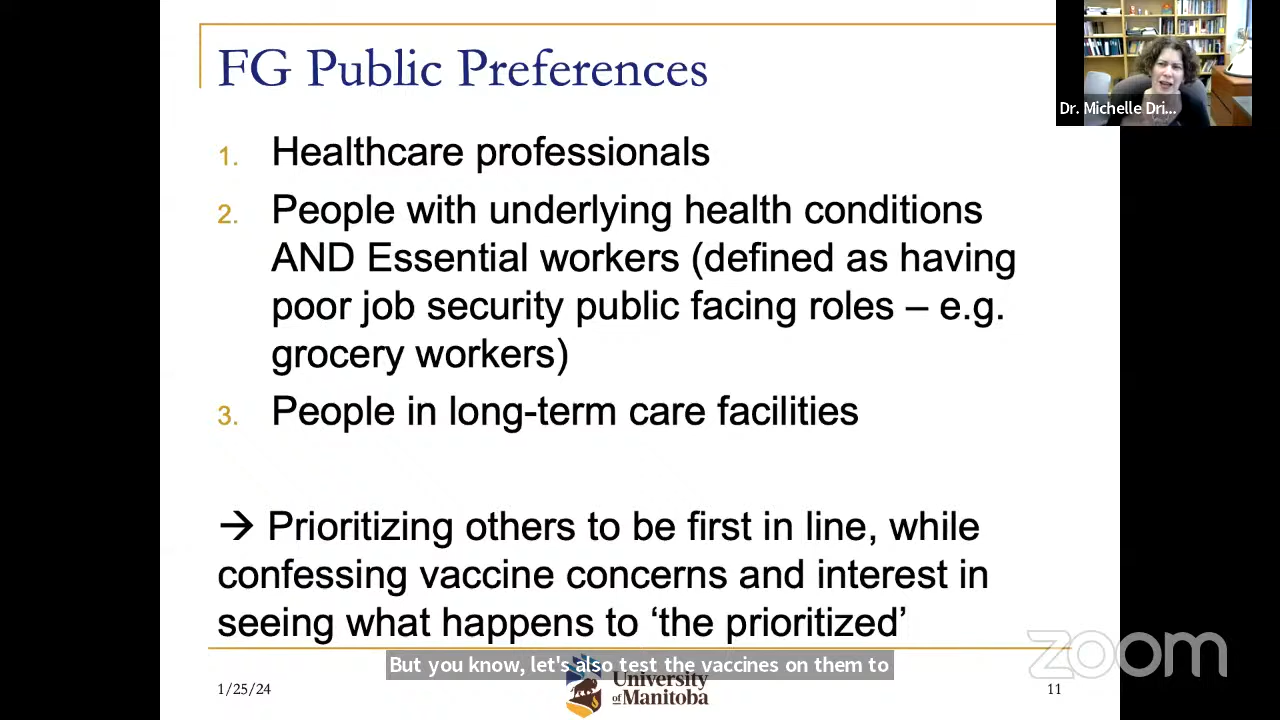 FG Public Preferences
Dr. Michelle Dri...
1. Healthcare professionals
2. People with underlying health conditions
AND Essential workers (defined as having
poor job security public facing roles – e.g.
grocery workers)
3. People in long-term care facilities
→ Prioritizing others to be first in line, while
confessing vaccine concerns and interest in
seeing what happens to ‘the prioritized’
But you know, let's also test the vaccines on them to
zoom
1/25/24
University
of Manitoba
11